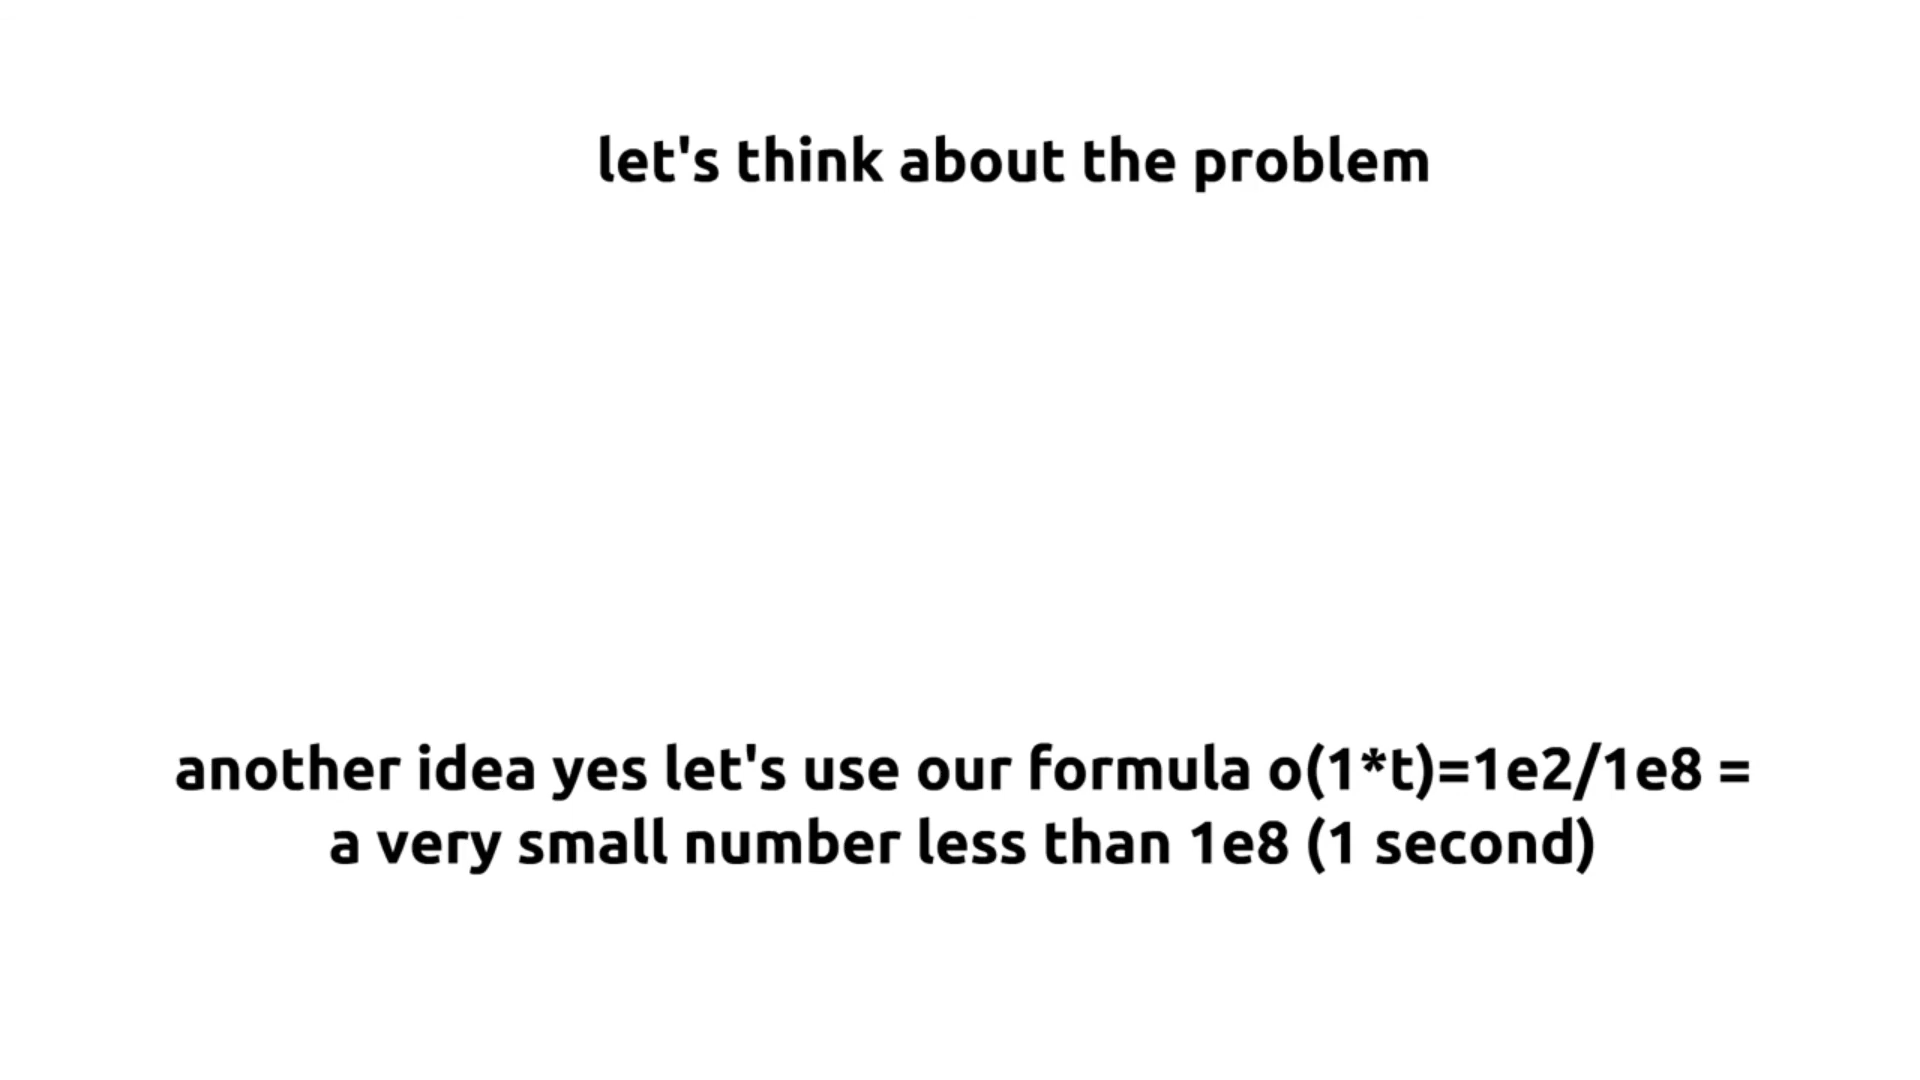 let's think about the problem
another idea yes let's use our formula o(1*t)=1e2/1e8 =
a very small number less than 1e8 (1 second)